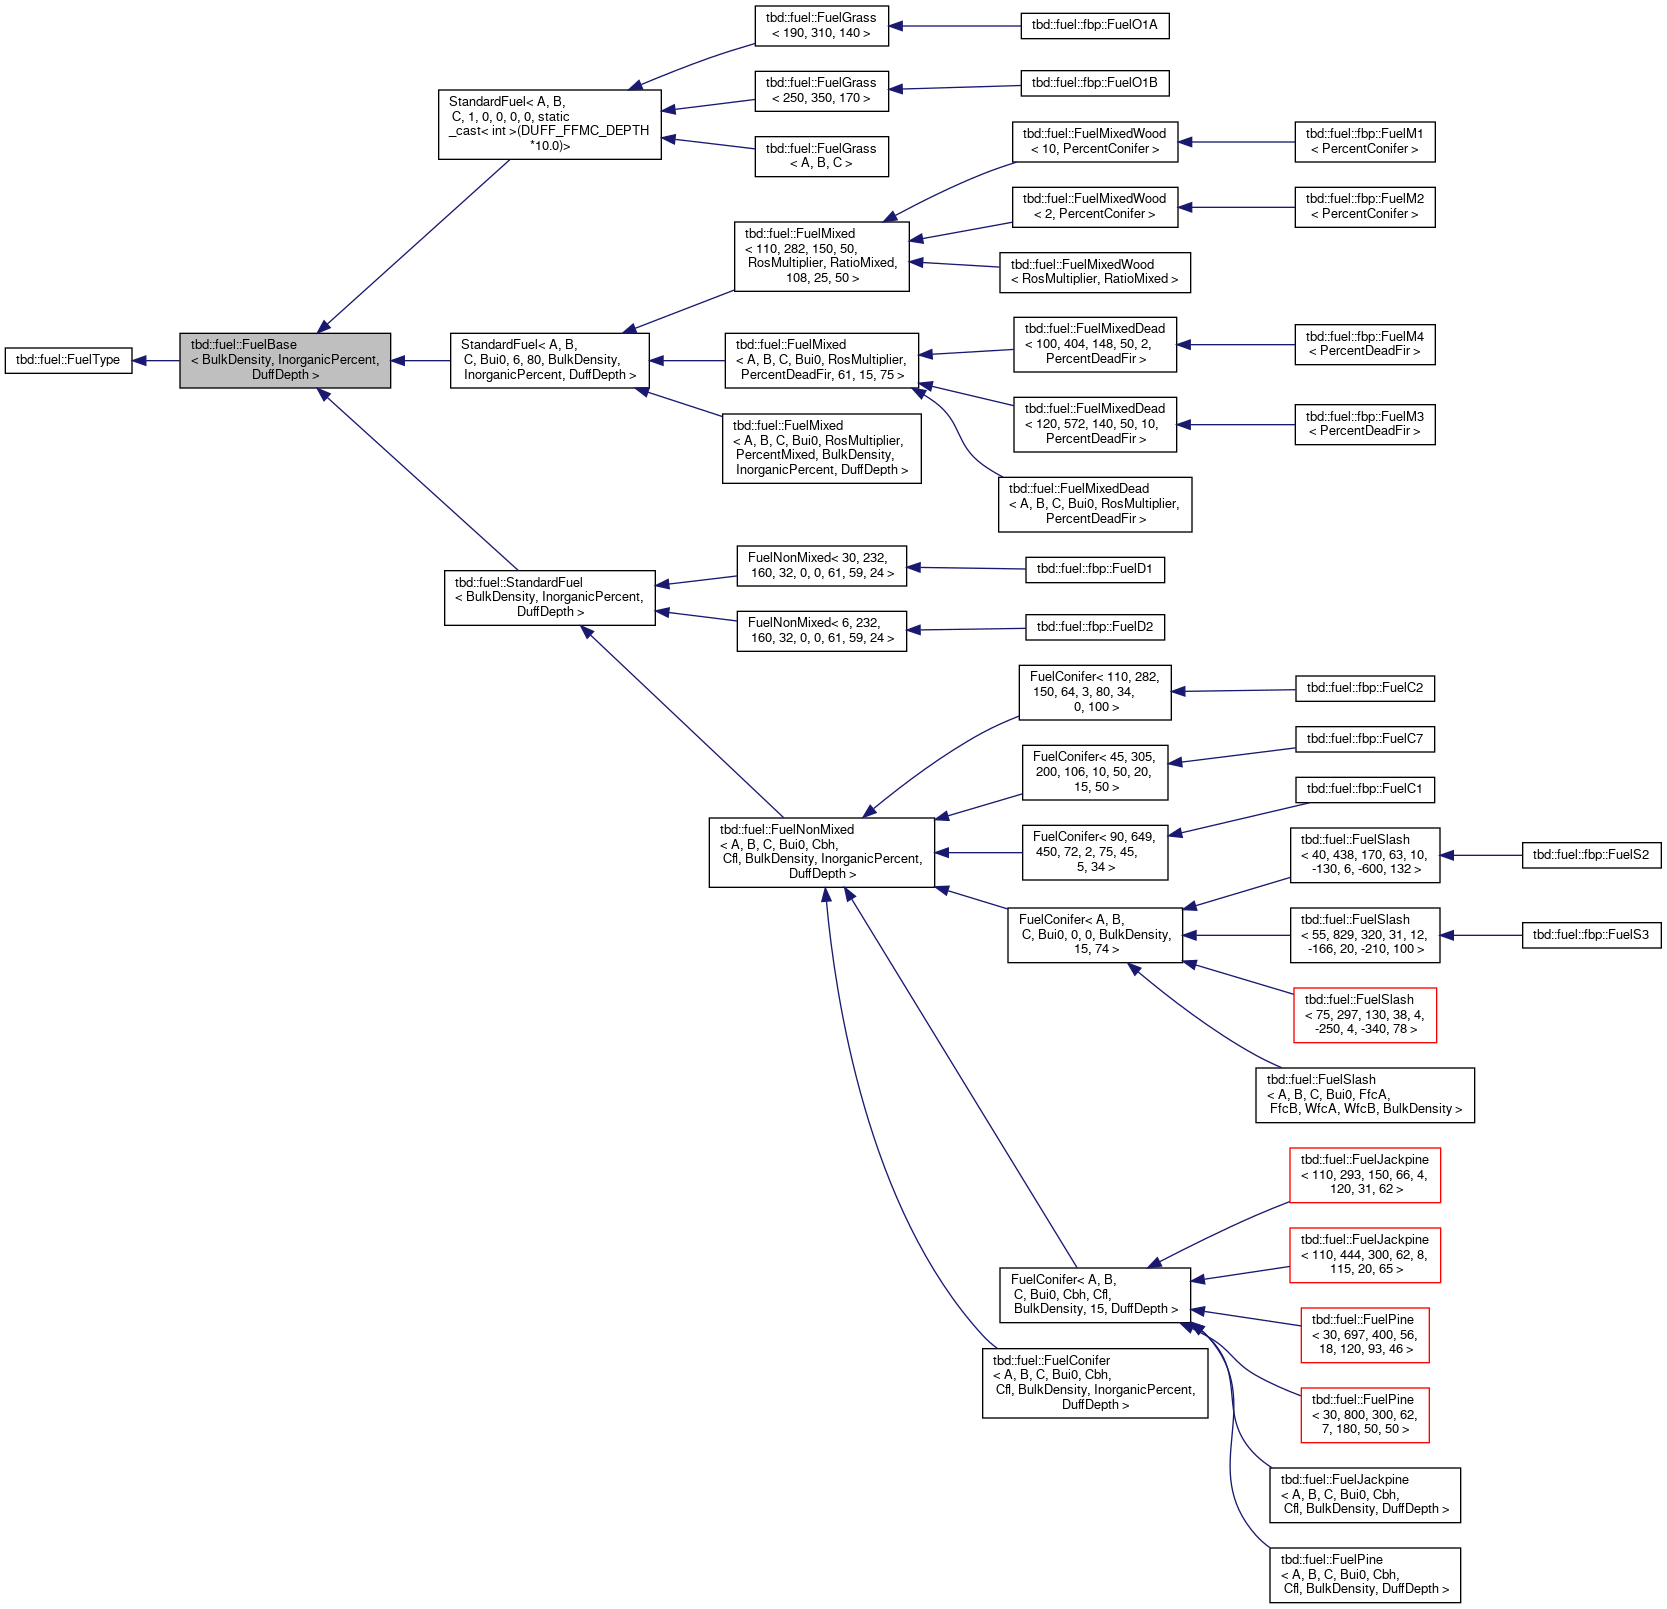 tbd::fuel::FuelType
tbd::fuel::FuelBase
< BulkDensity, InorganicPercent,
DuffDepth >
StandardFuel< A, B,
C, 1, 0, 0, 0, 0, static
_cast< int >(DUFF_FFMC_DEPTH
*10.0)>
tbd::fuel::FuelGrass
< 190, 310, 140 >
tbd::fuel::fbp::FuelO1A
tbd::fuel::FuelGrass
< 250, 350, 170 >
tbd::fuel::fbp::FuelO1B
tbd::fuel::FuelGrass
< A, B, C >
StandardFuel< A, B,
C, Bui0, 6, 80, BulkDensity,
InorganicPercent, DuffDepth >
tbd::fuel::FuelMixed
< 110, 282, 150, 50,
RosMultiplier, RatioMixed,
108, 25, 50 >
tbd::fuel::FuelMixedWood
< 10, PercentConifer >
tbd::fuel::fbp::FuelM1
< PercentConifer >
tbd::fuel::FuelMixedWood
< 2, PercentConifer >
tbd::fuel::fbp::FuelM2
< PercentConifer >
tbd::fuel::FuelMixedWood
< RosMultiplier, RatioMixed >
tbd::fuel::FuelMixed
< A, B, C, Bui0, RosMultiplier,
PercentDeadFir, 61, 15, 75 >
tbd::fuel::FuelMixedDead
< 100, 404, 148, 50, 2,
PercentDeadFir >
tbd::fuel::fbp::FuelM4
< PercentDeadFir >
tbd::fuel::FuelMixedDead
< 120, 572, 140, 50, 10,
PercentDeadFir >
tbd::fuel::fbp::FuelM3
< PercentDeadFir >
tbd::fuel::FuelMixedDead
< A, B, C, Bui0, RosMultiplier,
PercentDeadFir >
tbd::fuel::FuelMixed
< A, B, C, Bui0, RosMultiplier,
PercentMixed, BulkDensity,
InorganicPercent, DuffDepth >
tbd::fuel::StandardFuel
< BulkDensity, InorganicPercent,
DuffDepth >
FuelNonMixed< 30, 232,
160, 32, 0, 0, 61, 59, 24 >
tbd::fuel::fbp::FuelD1
FuelNonMixed< 6, 232,
160, 32, 0, 0, 61, 59, 24 >
tbd::fuel::fbp::FuelD2
tbd::fuel::FuelNonMixed
< A, B, C, Bui0, Cbh,
Cfl, BulkDensity, InorganicPercent,
DuffDepth >
FuelConifer< 110, 282,
150, 64, 3, 80, 34,
0, 100 >
tbd::fuel::fbp::FuelC2
FuelConifer< 45, 305,
200, 106, 10, 50, 20,
15, 50 >
tbd::fuel::fbp::FuelC7
FuelConifer< 90, 649,
450, 72, 2, 75, 45,
5, 34 >
tbd::fuel::fbp::FuelC1
FuelConifer< A, B,
C, Bui0, 0, 0, BulkDensity,
15, 74 >
tbd::fuel::FuelSlash
< 40, 438, 170, 63, 10,
-130, 6, -600, 132 >
tbd::fuel::fbp::FuelS2
tbd::fuel::FuelSlash
< 55, 829, 320, 31, 12,
-166, 20, -210, 100 >
tbd::fuel::fbp::FuelS3
tbd::fuel::FuelSlash
< 75, 297, 130, 38, 4,
-250, 4, -340, 78 >
tbd::fuel::FuelSlash
< A, B, C, Bui0, FfcA,
FfcB, WfcA, WfcB, BulkDensity >
FuelConifer< A, B,
C, Bui0, Cbh, Cfl,
BulkDensity, 15, DuffDepth >
tbd::fuel::FuelJackpine
< 110, 293, 150, 66, 4,
120, 31, 62 >
tbd::fuel::FuelJackpine
< 110, 444, 300, 62, 8,
115, 20, 65 >
tbd::fuel::FuelPine
< 30, 697, 400, 56,
18, 120, 93, 46 >
tbd::fuel::FuelPine
< 30, 800, 300, 62,
7, 180, 50, 50 >
tbd::fuel::FuelJackpine
< A, B, C, Bui0, Cbh,
Cfl, BulkDensity, DuffDepth >
tbd::fuel::FuelPine
< A, B, C, Bui0, Cbh,
Cfl, BulkDensity, DuffDepth >
tbd::fuel::FuelConifer
< A, B, C, Bui0, Cbh,
Cfl, BulkDensity, InorganicPercent,
DuffDepth >